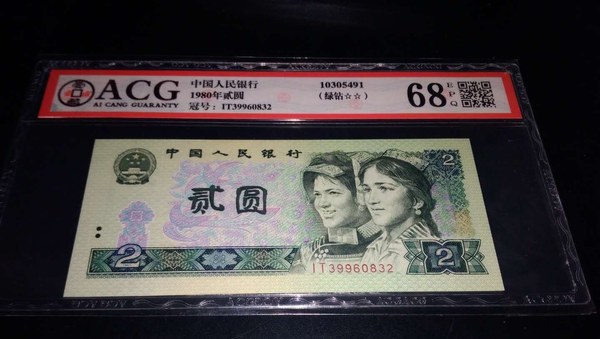 ACG
AI CANG GUARANTY
中国人民银行
1980年贰圆
冠号: IT39960832
10305491
(绿钻☆☆)
68 EPQ
中国人民银行
贰圆
2
2
2
IT39960832